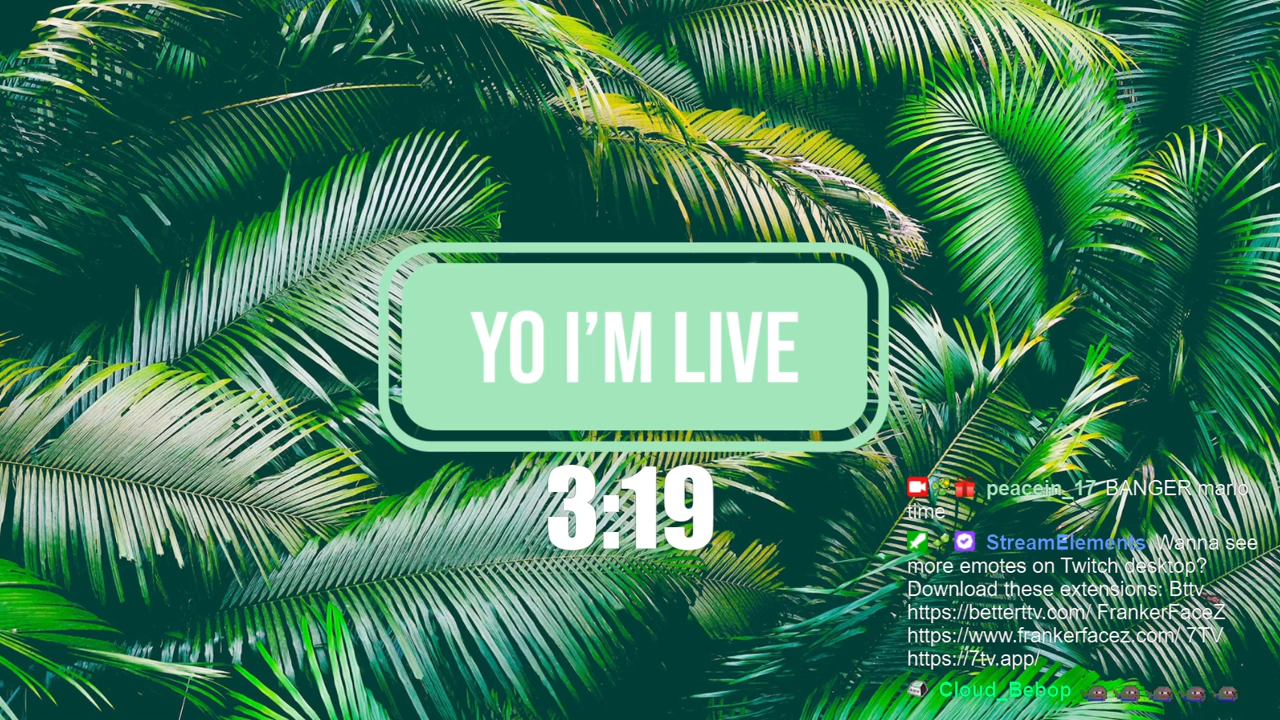 YO I’M LIVE
3:19
peacein_17 BANGER mario
time
StreamElements Wanna see
more emotes on Twitch desktop?
Download these extensions: Bttv
https://betterttv.com/ FrankerFaceZ
https://www.frankerfacez.com/ 7TV
https://7tv.app/
Cloud_Bebop